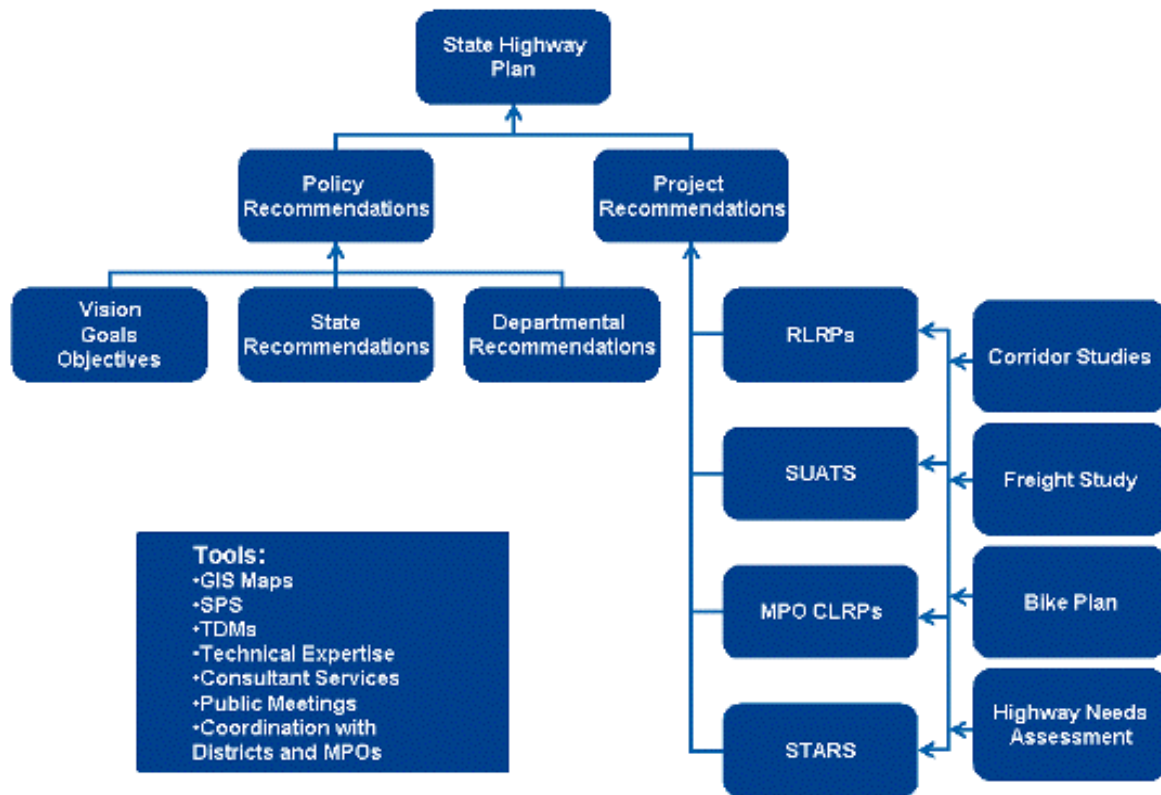 State Highway
Plan
Policy
Recommendations
Project
Recommendations
Vision
Goals
Objectives
State
Recommendations
Departmental
Recommendations
RLRPs
SUATS
MPO CLRPs
STARS
Corridor Studies
Freight Study
Bike Plan
Highway Needs
Assessment
Tools:
•GIS Maps
•SPS
•TDMs
•Technical Expertise
•Consultant Services
•Public Meetings
•Coordination with
Districts and MPOs